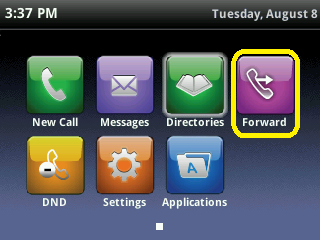 3:37 PM Tuesday, August 8
New Call Messages Directories Forward
A
DND Settings Applications